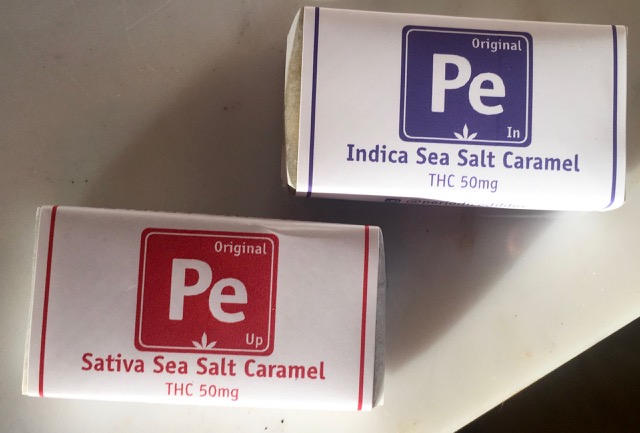 Original
Pe
In
Indica Sea Salt Caramel
THC 50mg
Original
Pe
Up
Sativa Sea Salt Caramel
THC 50mg